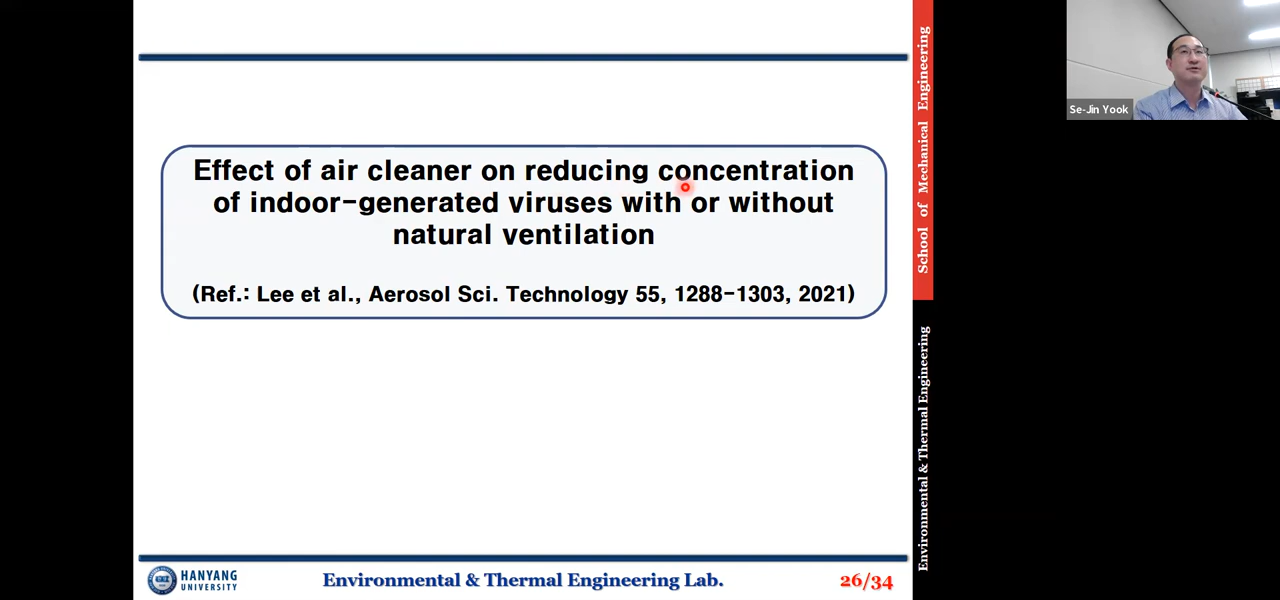 Effect of air cleaner on reducing concentration
of indoor-generated viruses with or without
natural ventilation
(Ref.: Lee et al., Aerosol Sci. Technology 55, 1288-1303, 2021)
School of Mechanical Engineering
Environmental & Thermal Engineering
HANYANG
UNIVERSITY
Environmental & Thermal Engineering Lab.
26/34
Se-Jin Yook